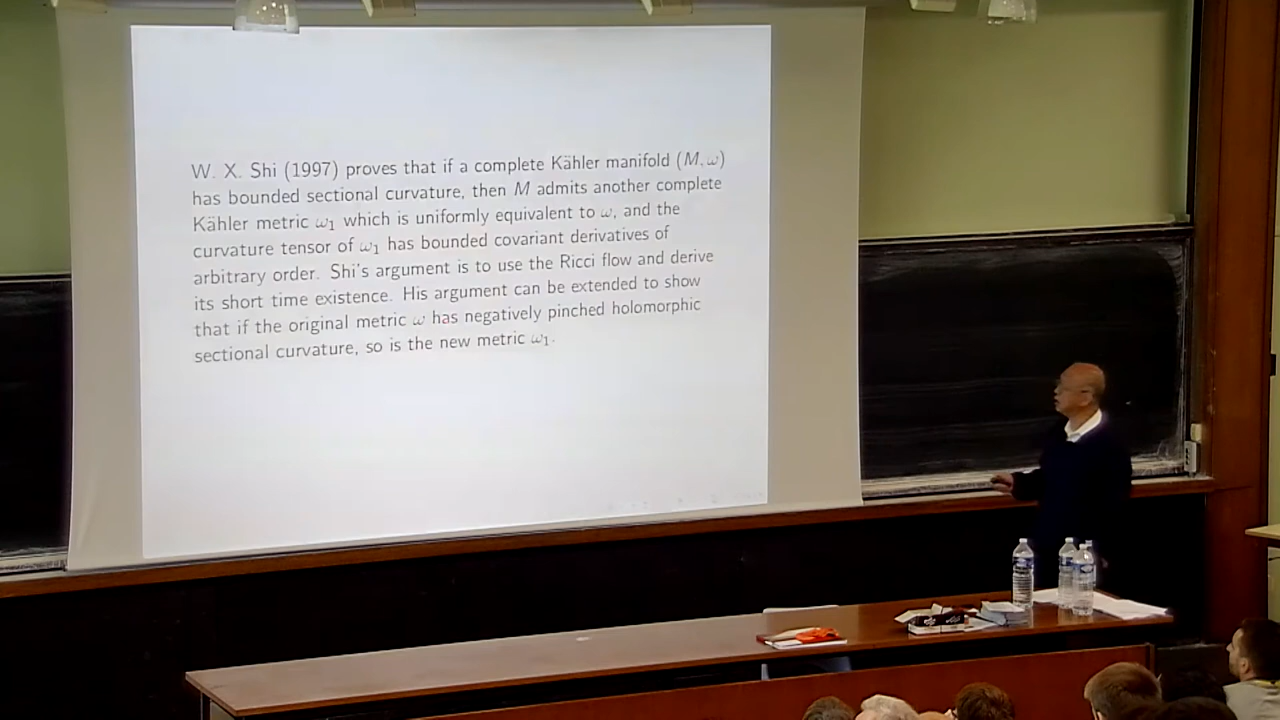 W. X. Shi (1997) proves that if a complete Kähler manifold (M, ω)
has bounded sectional curvature, then M admits another complete
Kähler metric ω₁ which is uniformly equivalent to ω, and the
curvature tensor of ω₁ has bounded covariant derivatives of
arbitrary order. Shi's argument is to use the Ricci flow and derive
its short time existence. His argument can be extended to show
that if the original metric ω has negatively pinched holomorphic
sectional curvature, so is the new metric ω₁.